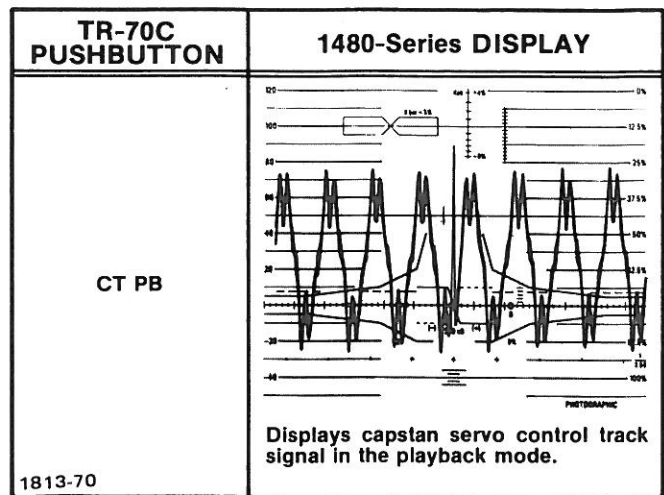 TR-70C
PUSHBUTTON
1480-Series DISPLAY
120
0%
100
12.5%
80
25%
37.5%
50%
100%
PHOTOGRAPHIC
CT PB
Displays capstan servo control track
signal in the playback mode.
1813-70